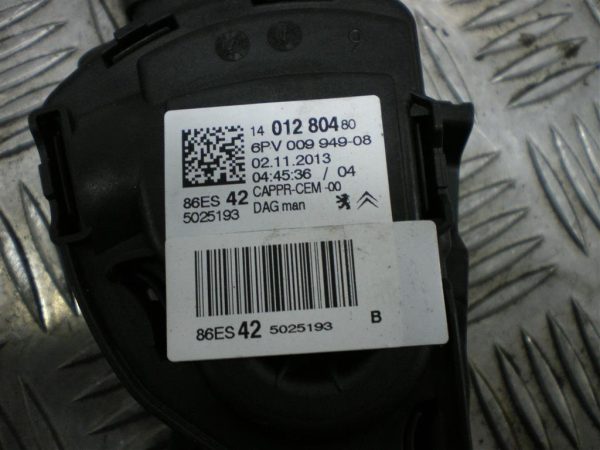 9
14 012 804 80
6PV 009 949-08
02.11.2013
04:45:36 / 04
86ES 42 CAPPR-CEM -00
5025193 DAG man
86ES 42 5025193 B